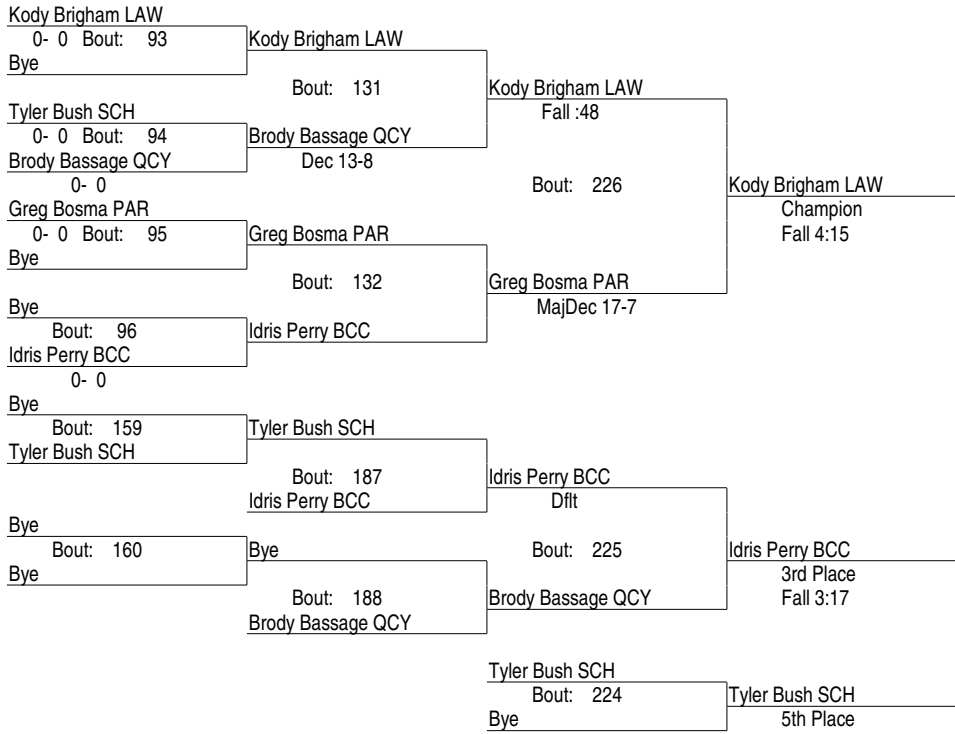 Kody Brigham LAW
0- 0 Bout: 93 Kody Brigham LAW
Bye
Bout: 131 Kody Brigham LAW
Tyler Bush SCH Fall :48
0- 0 Bout: 94 Brody Bassage QCY
Brody Bassage QCY Dec 13-8
0- 0 Bout: 226 Kody Brigham LAW
Greg Bosma PAR Champion
0- 0 Bout: 95 Greg Bosma PAR Fall 4:15
Bye
Bout: 132 Greg Bosma PAR
Bye MajDec 17-7
Bout: 96 Idris Perry BCC
Idris Perry BCC
0- 0
Bye
Bout: 159 Tyler Bush SCH
Tyler Bush SCH
Bout: 187 Idris Perry BCC
Idris Perry BCC Dflt
Bye
Bout: 160 Bye Bout: 225 Idris Perry BCC
Bye 3rd Place
Bout: 188 Brody Bassage QCY Fall 3:17
Brody Bassage QCY
Tyler Bush SCH
Bout: 224 Tyler Bush SCH
Bye 5th Place